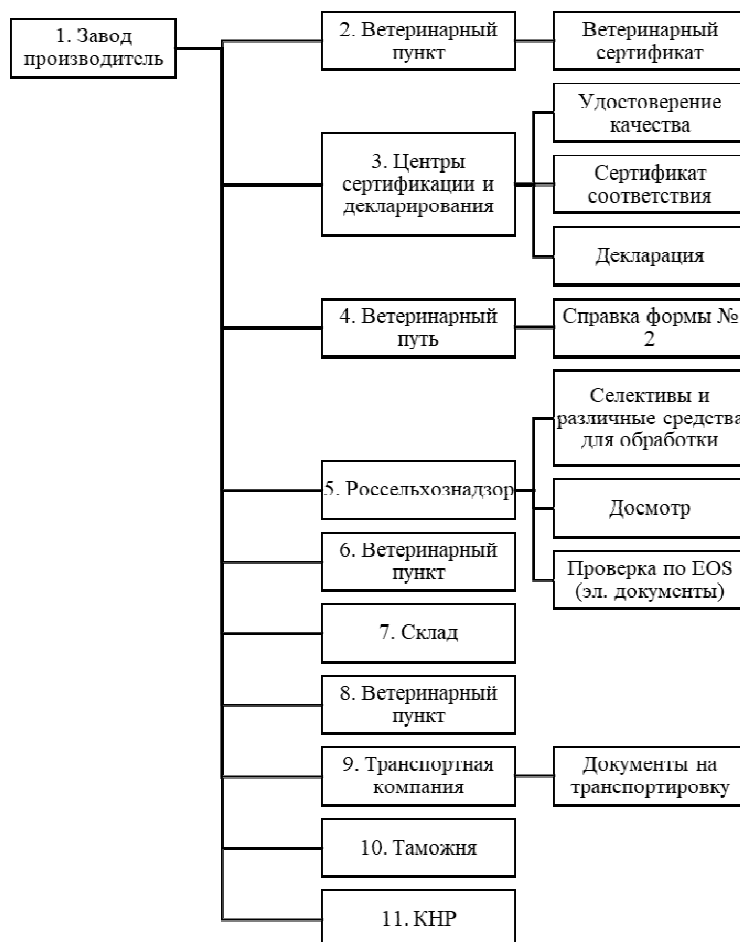 1. Завод
производитель
2. Ветеринарный
пункт
Ветеринарный
сертификат
3. Центры
сертификации и
декларирования
Удостоверение
качества
Сертификат
соответствия
Декларация
4. Ветеринарный
путь
Справка формы №
2
5. Россельхознадзор
Селективы и
различные средства
для обработки
Досмотр
Проверка по EOS
(эл. документы)
6. Ветеринарный
пункт
7. Склад
8. Ветеринарный
пункт
9. Транспортная
компания
Документы на
транспортировку
10. Таможня
11. КНР